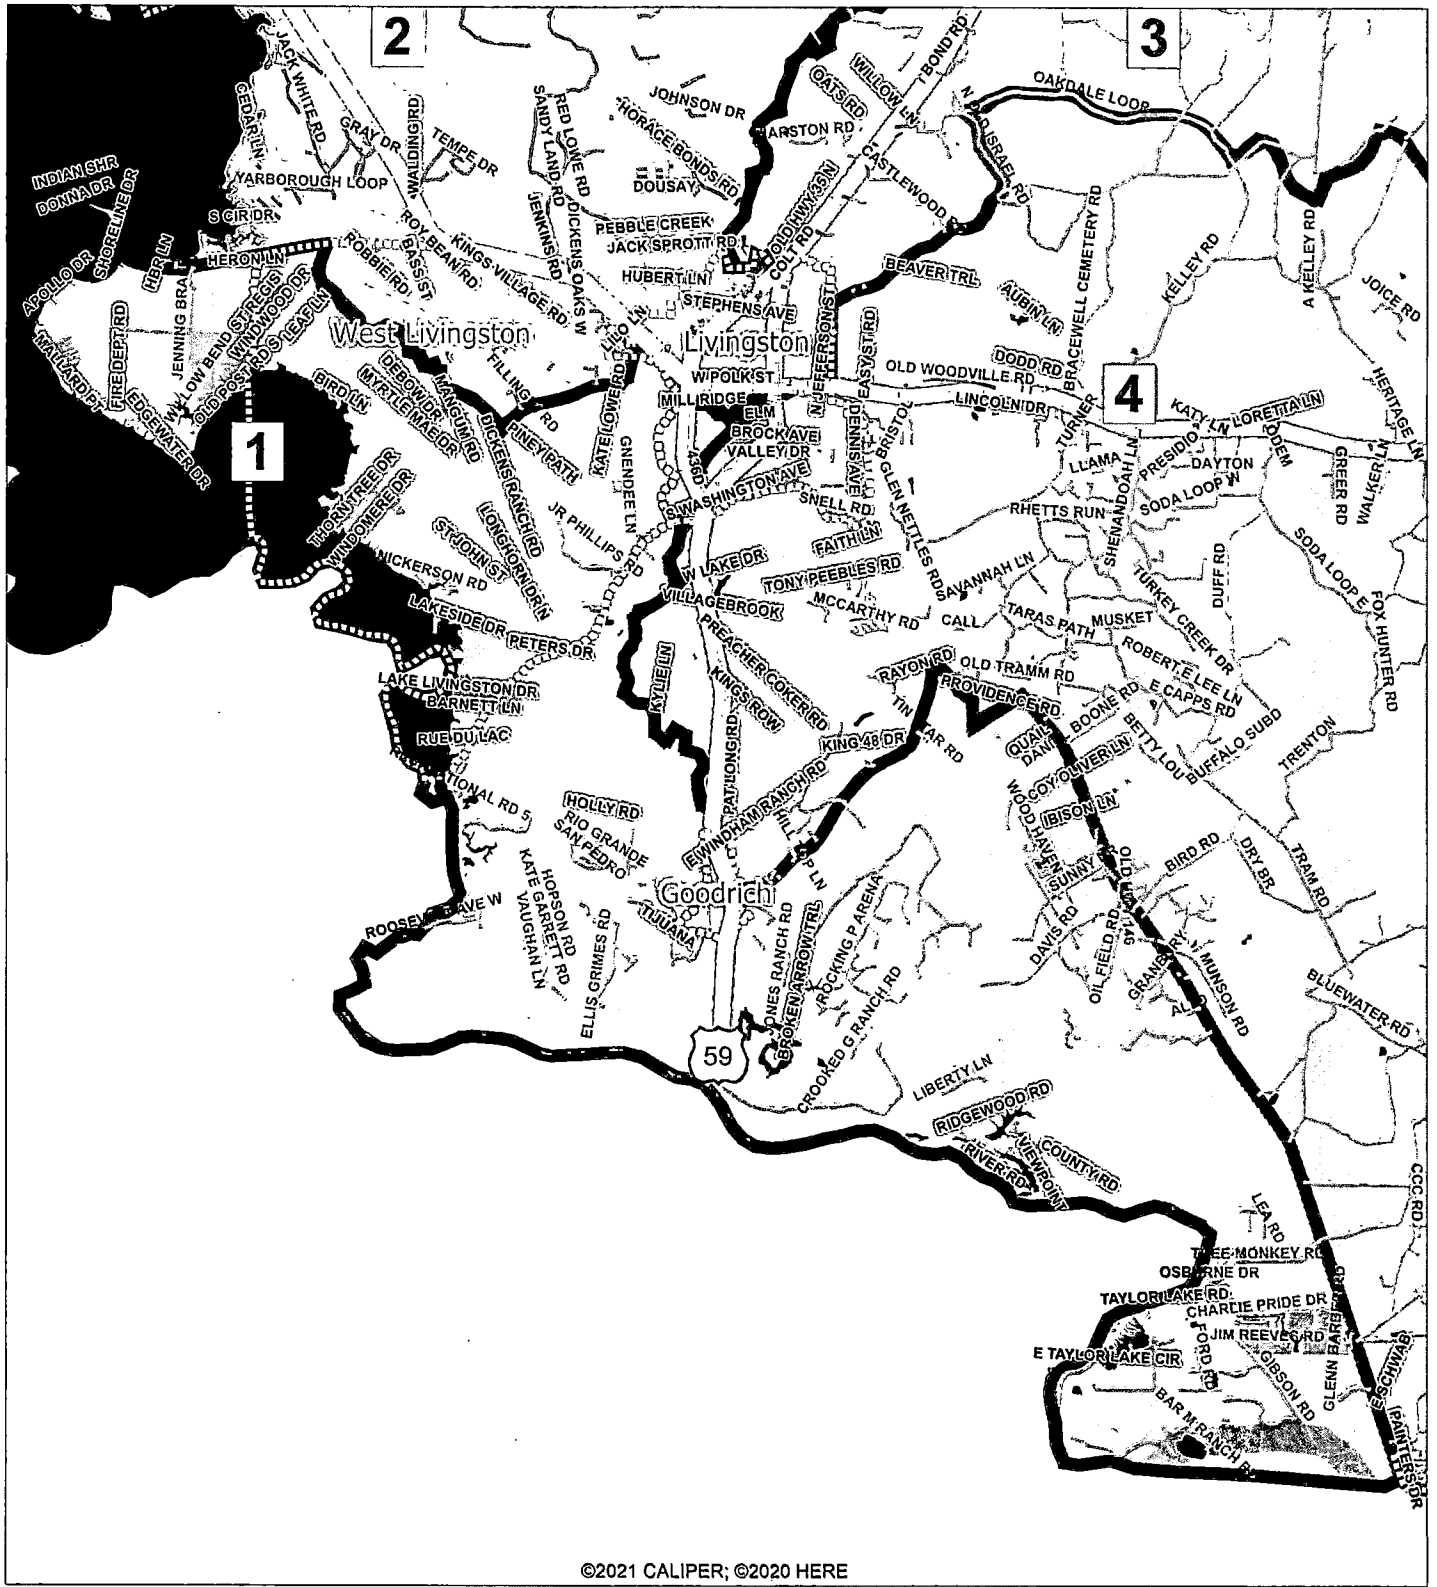 2
3
JACK WHITE RD
CEDAR LN
GRAY DR
WALDING RD
TEMPE DR
SANDY LAND RD
RED LOWE RD
JOHNSON DR
HORACE BONDS RD
OATS RD
WILLOW LN
BOND RD
OAKDALE LOOP
ARSTON RD
CASTLEWOOD
INDIAN SHR
DONNA DR
SHORELINE DR
YARBOROUGH LOOP
DOUSAY
S CIR DR
JENKINS RD
DICKENS OAKS W
PEBBLE CREEK
JACK SPROTT RD
COLT RD
BRACEWELL CEMETERY RD
KELLEY RD
A KELLEY RD
APOLLO DR
HBR LN
HERON LN
ROBBIE RD
BASS ST
ROY BEAN RD
KINGS VILLAGE RD
HUBERT LN
BEAVER TRL
AUBIN LN
JOICE RD
STEPHENS AVE
FIRE DEPT RD
WILLOW BEND ST
REGIS
WINDWOOD DR
S LEAF LN
OLD POST RD
West Livingston
LILLO LN
Livingston
N JEFFERSON ST
EASY ST RD
DODD RD
OLD WOODVILLE RD
W POLK ST
MALLARD PT
EDGEWATER DR
BIRD LN
DEBOW DR
MYRTLE MAE DR
MANGUM RD
KATE LOWE RD
MILL RIDGE
ELM
BROCK AVE
VALLEY DR
LINCOLN DR
TURNER
4
KATY LN
LORETTA LN
HERITAGE LN
1
DICKENS RANCH RD
PINEY PATH
GNENDEE LN
DENNIS AVE
BRISTOL
LLAMA
PRESIDIO
DAYTON
GREER RD
WALKER LN
THORNTREE DR
WINDOMERE DR
S WASHINGTON AVE
SNELL RD
GLEN NETTLES RD
RHETTS RUN
SHENANDOAH LN
SODA LOOP E
ST JOHN ST
LONGHORN DR N
JR PHILLIPS RD
FAITH LN
NICKERSON RD
W LAKE DR
TONY PEEBLES RD
SAVANNAH LN
DUFF RD
LAKESIDE DR
PETERS DR
VILLAGEBROOK
MCCARTHY RD
CALL
TARAS PATH
MUSKET
TURKEY CREEK DR
FOX HUNTER RD
PREACHER COKER RD
KYLIE LN
KINGS ROW
RAYON RD
OLD TRAMM RD
PROVIDENCE RD
ROBERT E LEE LN
E CAPPS RD
LAKE LIVINGSTON DR
BARNETT LN
RUE DU LAC
PAT LONG RD
KING 46 DR
QUAIL
BOONE RD
BETTY LOU
BUFFALO SUBD
TRENTON
COY OLIVER LN
WOOD HAVEN
IBISON LN
HOLLY RD
RIO GRANDE
SAN PEDRO
E WINDHAM RANCH RD
SUNNY
BIRD RD
DRY BR
TRAM RD
Goodrich
TIJUANA
HOPSON RD
KATE GARRETT RD
VAUGHAN LN
ELLIS GRIMES RD
BROKEN ARROW TRL
ROCKING P ARENA
CROOKED G RANCH RD
DAVIS RD
OIL FIELD RD
MUNSON RD
BLUEWATER RD
59
LIBERTY LN
RIDGEWOOD RD
RIVER RD
VIEWPOINT
COUNTY RD
CCC RD
LEA RD
OSBURNE DR
TAYLOR LAKE RD
CHARLIE PRIDE DR
JIM REEVES RD
E TAYLOR LAKE CIR
FORD RD
GIBSON RD
E SCHWAB
BAR M RANCH
PAINTERS DR
©2021 CALIPER; ©2020 HERE